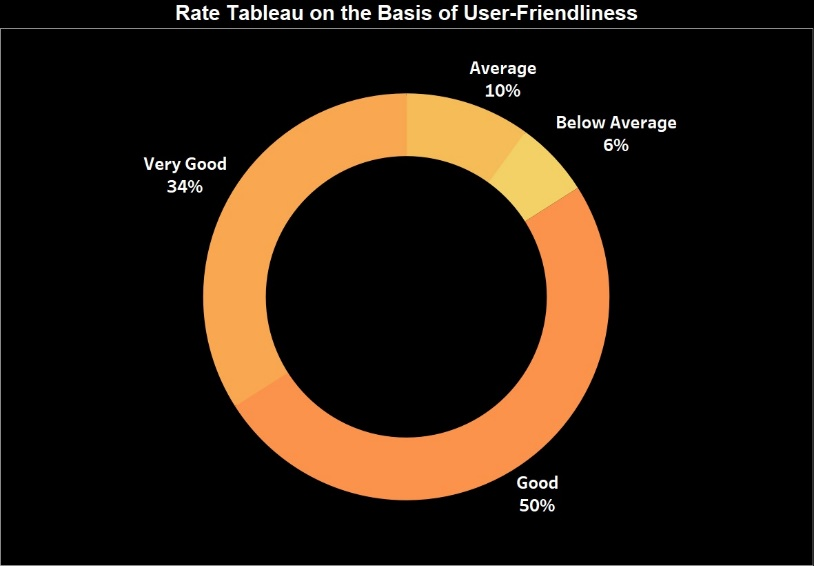 Rate Tableau on the Basis of User-Friendliness
Average
10%
Below Average
6%
Very Good
34%
Good
50%